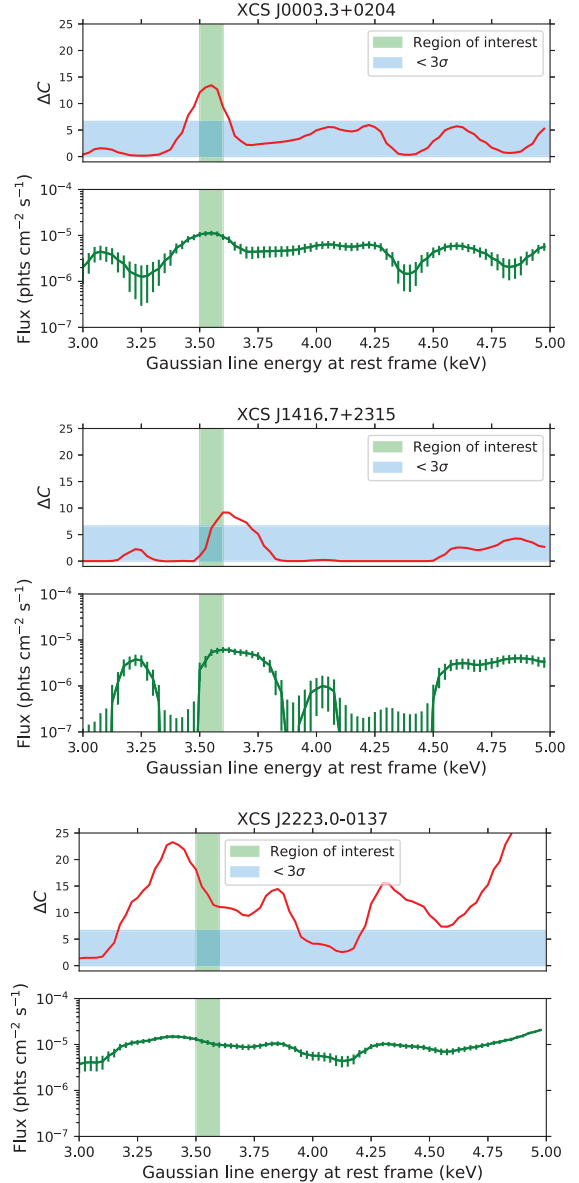 XCS J0003.3+0204
25
20
15
10
5
0
ΔC
Region of interest
< 3σ
10⁻⁴
10⁻⁵
10⁻⁶
10⁻⁷
Flux (phts cm⁻² s⁻¹)
3.00 3.25 3.50 3.75 4.00 4.25 4.50 4.75 5.00
Gaussian line energy at rest frame (keV)
XCS J1416.7+2315
25
20
15
10
5
0
ΔC
Region of interest
< 3σ
10⁻⁴
10⁻⁵
10⁻⁶
10⁻⁷
Flux (phts cm⁻² s⁻¹)
3.00 3.25 3.50 3.75 4.00 4.25 4.50 4.75 5.00
Gaussian line energy at rest frame (keV)
XCS J2223.0-0137
25
20
15
10
5
0
ΔC
Region of interest
< 3σ
10⁻⁴
10⁻⁵
10⁻⁶
10⁻⁷
Flux (phts cm⁻² s⁻¹)
3.00 3.25 3.50 3.75 4.00 4.25 4.50 4.75 5.00
Gaussian line energy at rest frame (keV)